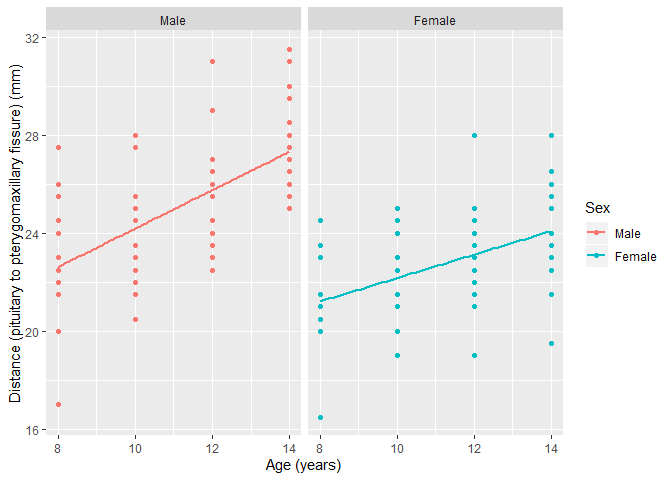 Male
Female
32
28
24
20
16
8
10
12
14
8
10
12
14
Distance (pituitary to pterygomaxillary fissure) (mm)
Age (years)
Sex
Male
Female